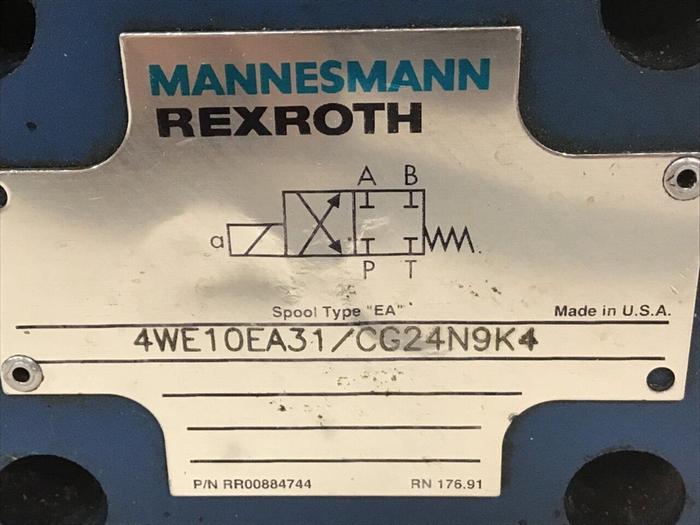 MANNESMANN
REXROTH
A B
a
P T
Spool Type "EA"
Made in U.S.A.
4WE10EA31/CG24N9K4
P/N RR00884744
RN 176.91